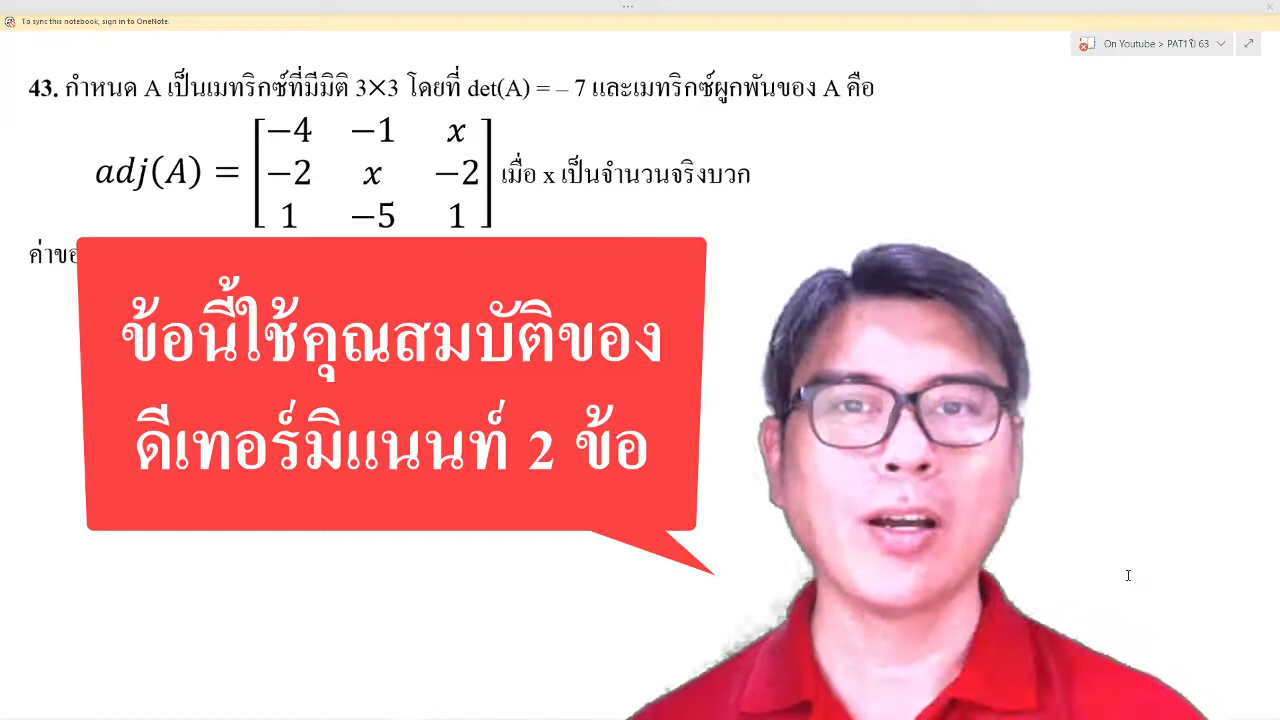 To sync this notebook, sign in to OneNote.
On Youtube > PAT1ปี 63
43. กำหนด A เป็นเมทริกซ์ที่มีมิติ 3×3 โดยที่ det(A) = – 7 และเมทริกซ์ผูกพันของ A คือ
adj(A) = [−4 −1 x
−2 x −2
1 −5 1] เมื่อ x เป็นจำนวนจริงบวก
ข้อนี้ใช้คุณสมบัติของ
ดีเทอร์มิแนนท์ 2 ข้อ